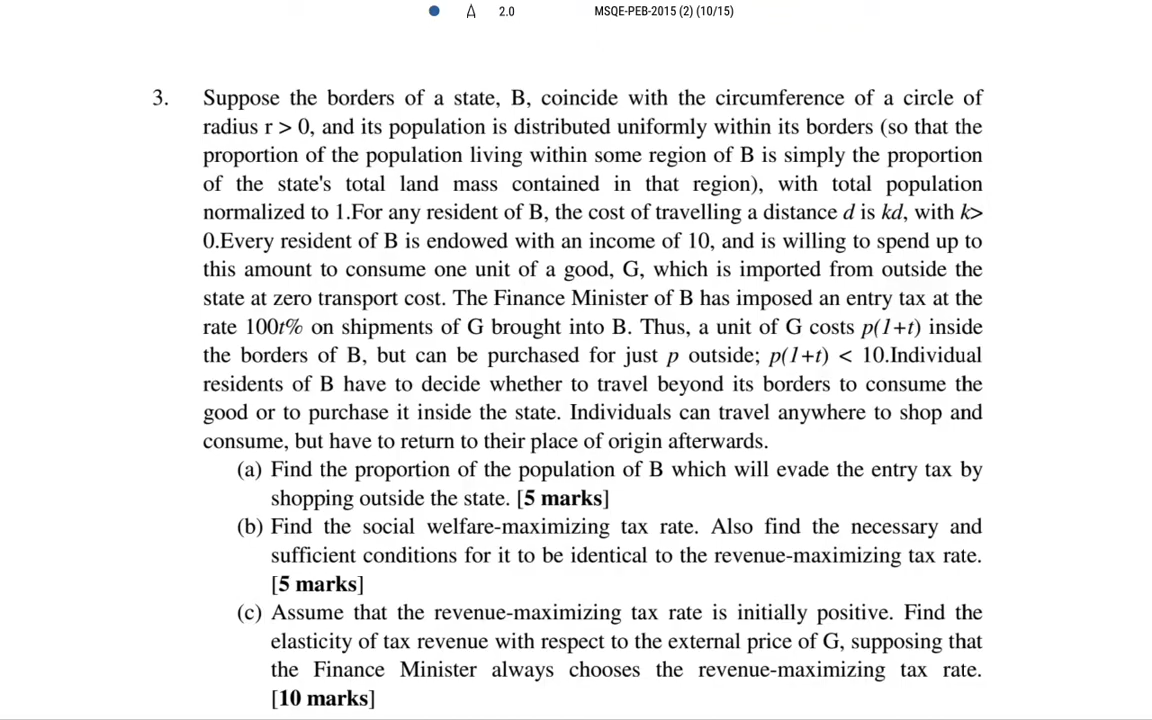 2.0 MSQE-PEB-2015 (2) (10/15)
3. Suppose the borders of a state, B, coincide with the circumference of a circle of
radius r > 0, and its population is distributed uniformly within its borders (so that the
proportion of the population living within some region of B is simply the proportion
of the state's total land mass contained in that region), with total population
normalized to 1.For any resident of B, the cost of travelling a distance d is kd, with k>
0.Every resident of B is endowed with an income of 10, and is willing to spend up to
this amount to consume one unit of a good, G, which is imported from outside the
state at zero transport cost. The Finance Minister of B has imposed an entry tax at the
rate 100t% on shipments of G brought into B. Thus, a unit of G costs p(1+t) inside
the borders of B, but can be purchased for just p outside; p(1+t) < 10.Individual
residents of B have to decide whether to travel beyond its borders to consume the
good or to purchase it inside the state. Individuals can travel anywhere to shop and
consume, but have to return to their place of origin afterwards.
(a) Find the proportion of the population of B which will evade the entry tax by
shopping outside the state. [5 marks]
(b) Find the social welfare-maximizing tax rate. Also find the necessary and
sufficient conditions for it to be identical to the revenue-maximizing tax rate.
[5 marks]
(c) Assume that the revenue-maximizing tax rate is initially positive. Find the
elasticity of tax revenue with respect to the external price of G, supposing that
the Finance Minister always chooses the revenue-maximizing tax rate.
[10 marks]